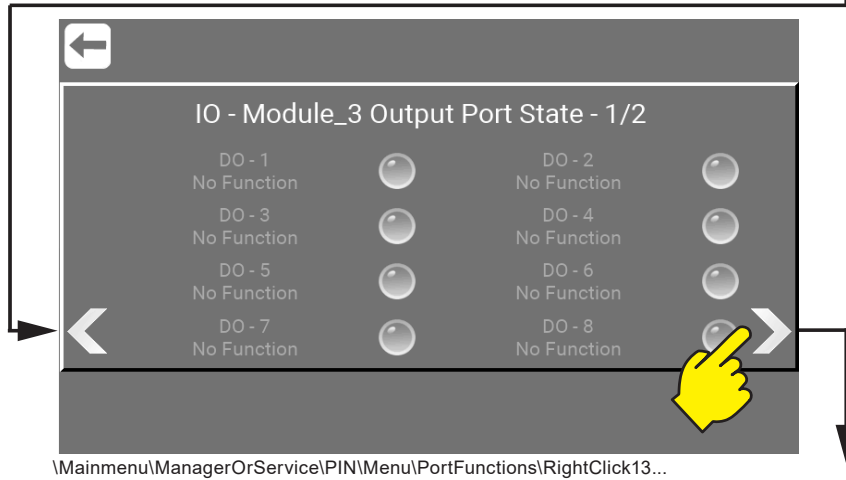 IO - Module_3 Output Port State - 1/2
DO - 1
No Function
DO - 2
No Function
DO - 3
No Function
DO - 4
No Function
DO - 5
No Function
DO - 6
No Function
DO - 7
No Function
DO - 8
No Function
\Mainmenu\ManagerOrService\PIN\Menu\PortFunctions\RightClick13...